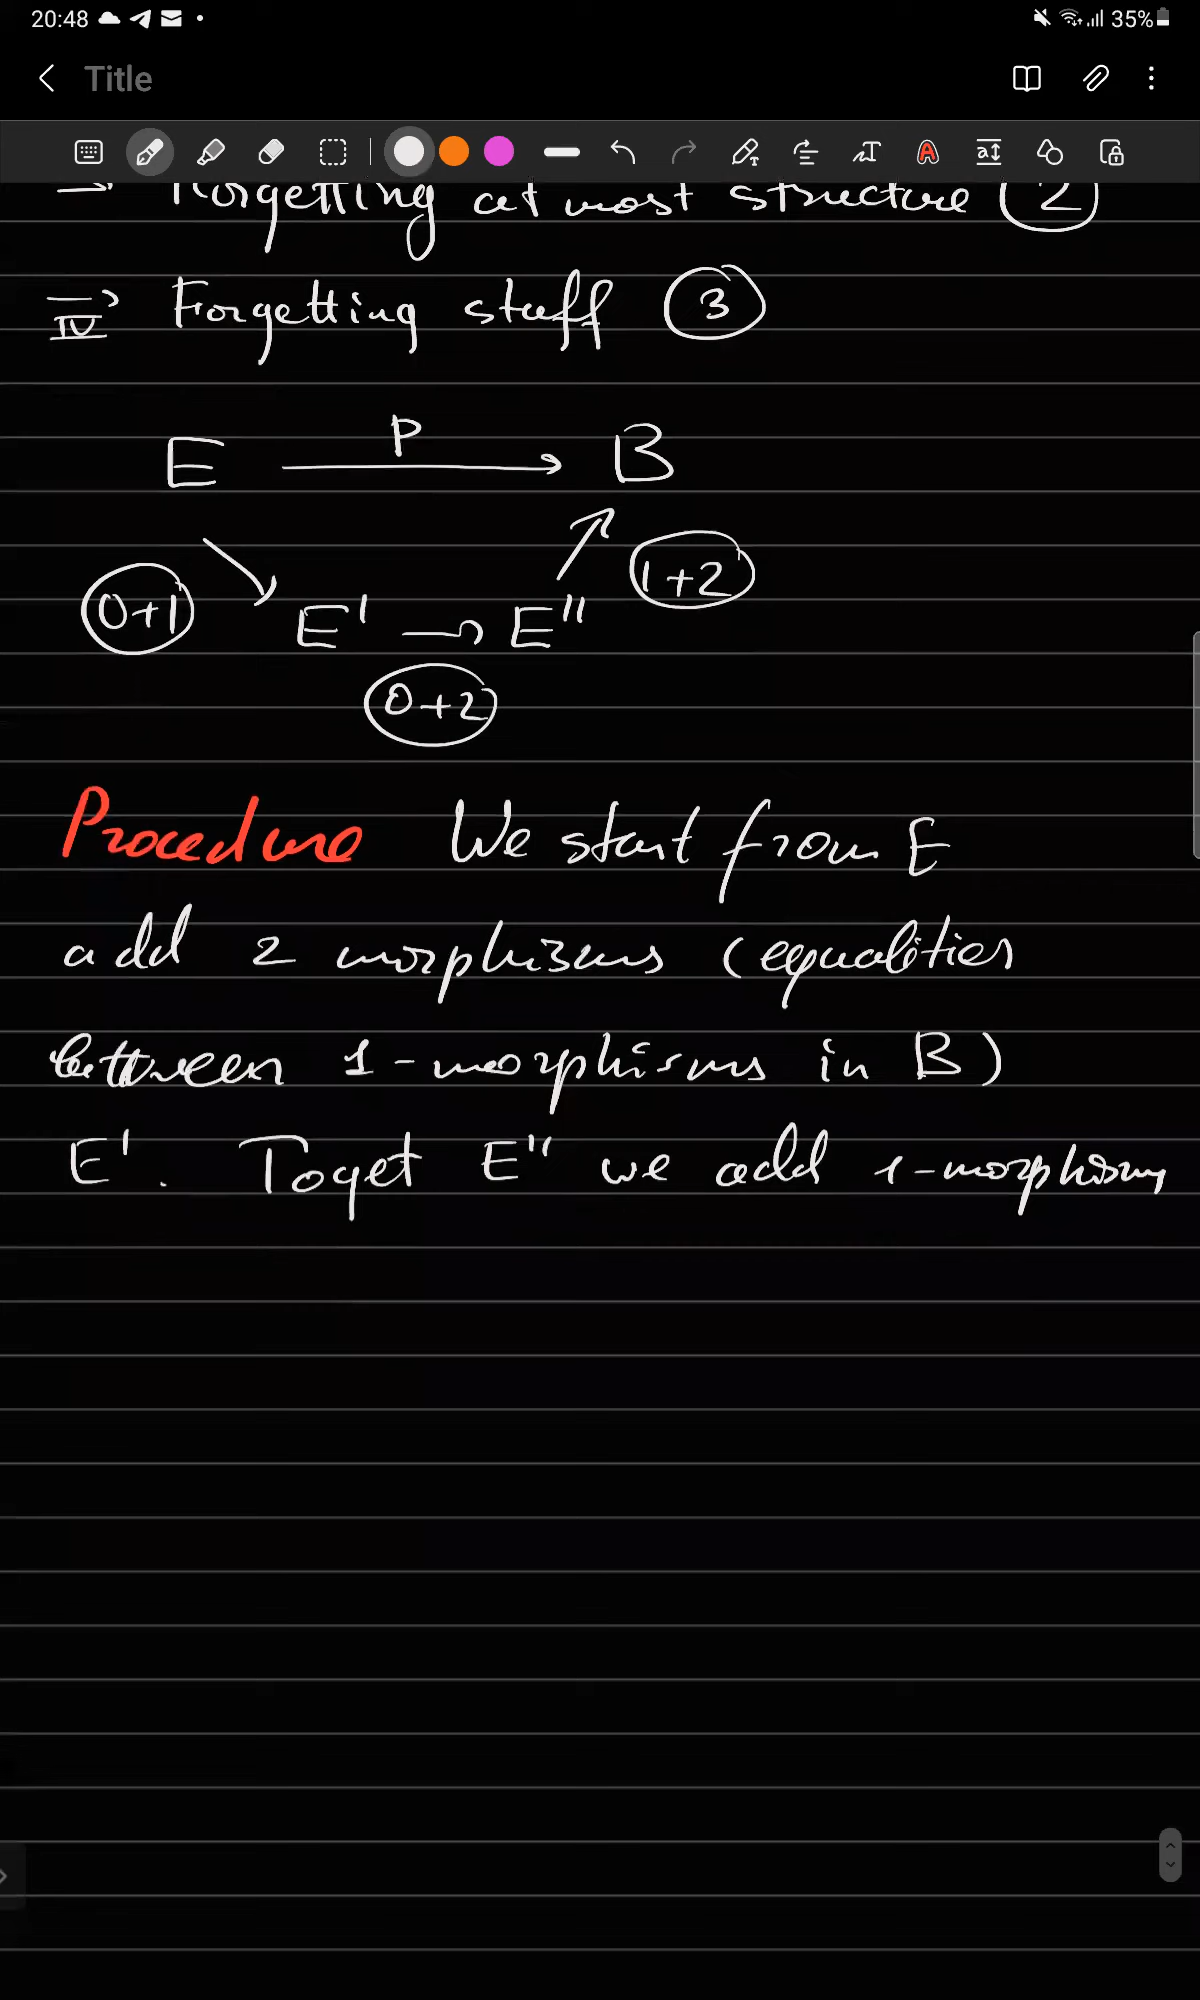 20:48 35%
Title
Forgetting at most structure (2)
IV Forgetting stuff (3)
E P B
0+1 1+2
E' → E''
0+2
Procedure We start from E
add 2 morphisms (equalities
between 1-morphisms in B)
E'. To get E'' we add 1-morphisms